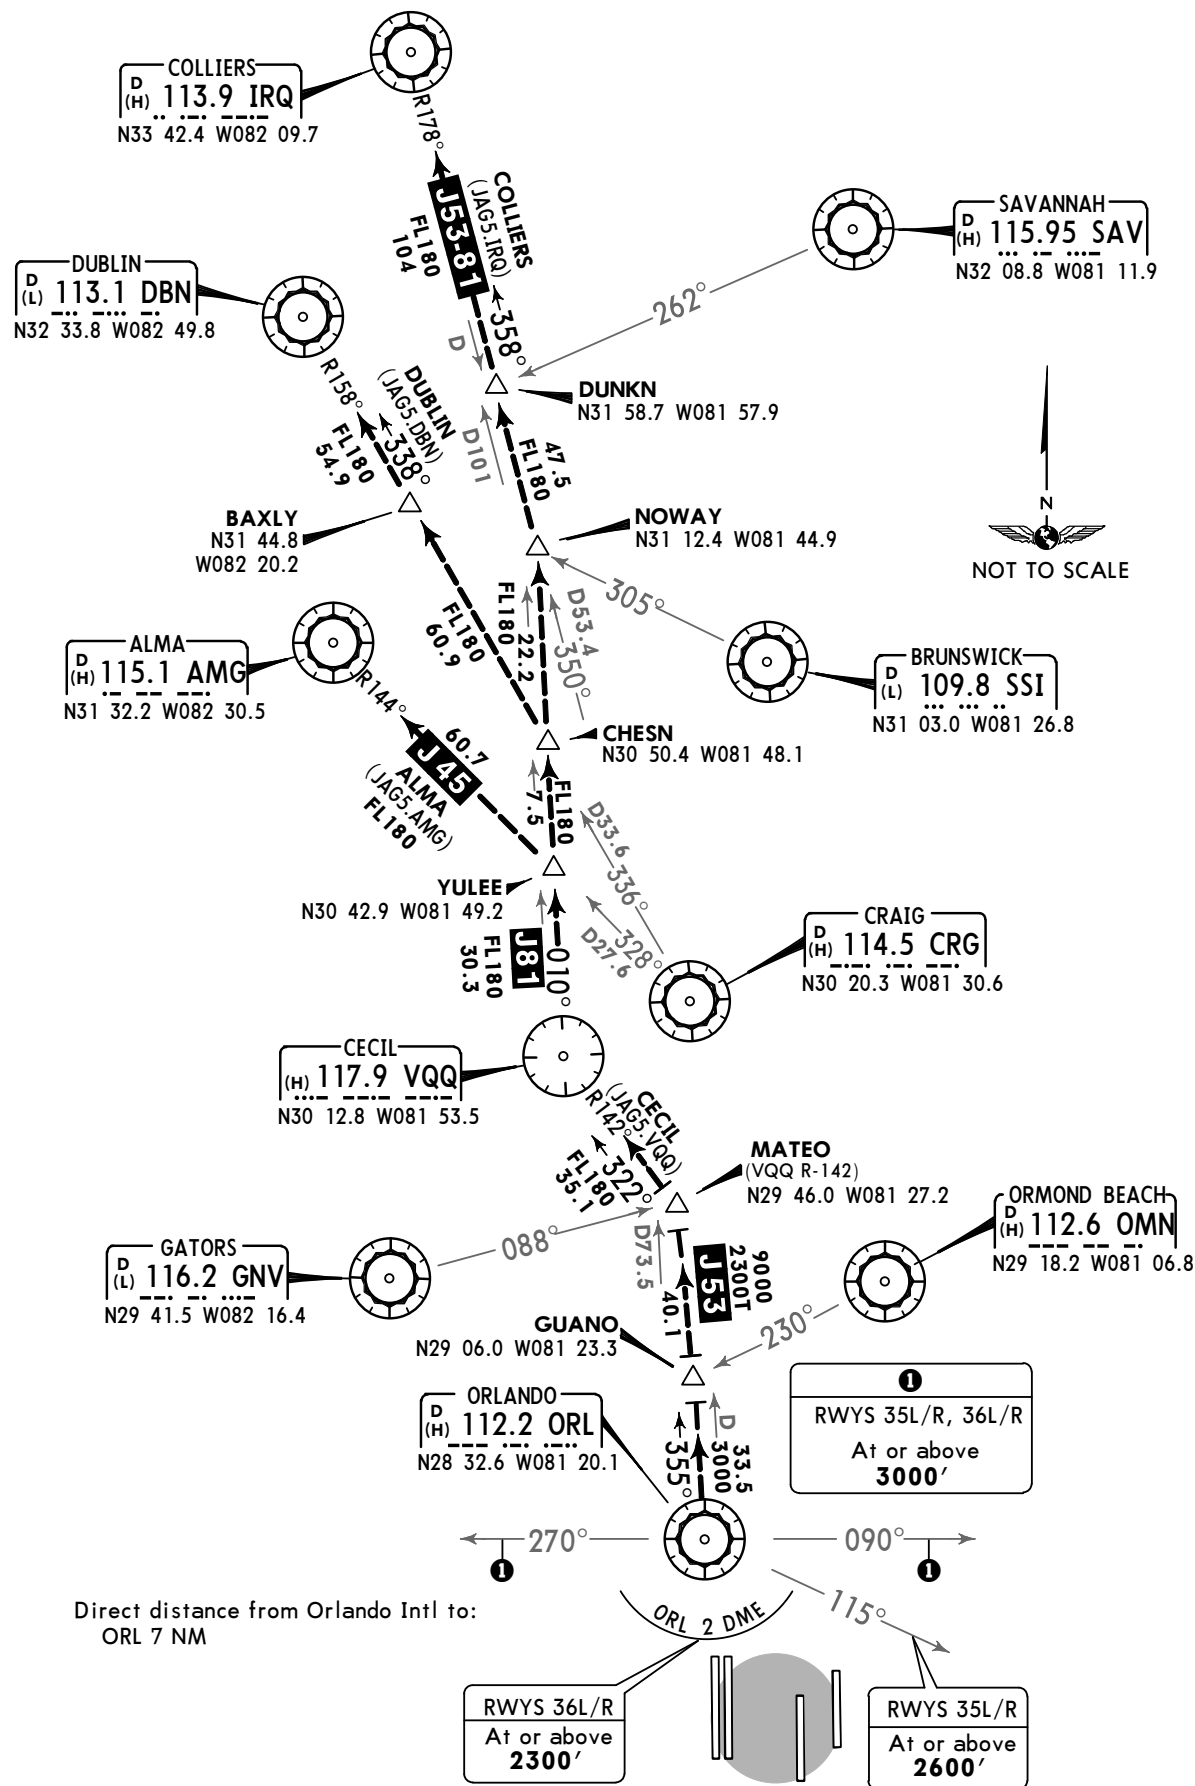 COLLIERS
D
(H) 113.9 IRQ
N33 42.4 W082 09.7
R178°
J53-81
FL180
104
COLLIERS
(JAG5.IRQ)
358°
D
SAVANNAH
D
(H) 115.95 SAV
N32 08.8 W081 11.9
262°
DUBLIN
D
(L) 113.1 DBN
N32 33.8 W082 49.8
R158°
DUBLIN
(JAG5.DBN)
338°
FL180
54.9
DUNKN
N31 58.7 W081 57.9
D101
47.5
FL180
BAXLY
N31 44.8
W082 20.2
NOWAY
N31 12.4 W081 44.9
N
NOT TO SCALE
305°
FL180
60.9
FL180
22.2
D53.4
350°
ALMA
D
(H) 115.1 AMG
N31 32.2 W082 30.5
R144°
60.7
J45
ALMA
(JAG5.AMG)
FL180
BRUNSWICK
D
(L) 109.8 SSI
N31 03.0 W081 26.8
CHESN
N30 50.4 W081 48.1
FL180
7.5
D33.6
336°
YULEE
N30 42.9 W081 49.2
328°
D27.6
CRAIG
D
(H) 114.5 CRG
N30 20.3 W081 30.6
J81
FL180
30.3
010°
CECIL
(H) 117.9 VQQ
N30 12.8 W081 53.5
R142°
CECIL
(JAG5.VQQ)
322°
FL180
35.1
MATEO
(VQQ R-142)
N29 46.0 W081 27.2
ORMOND BEACH
D
(H) 112.6 OMN
N29 18.2 W081 06.8
GATORS
D
(L) 116.2 GNV
N29 41.5 W082 16.4
088°
D73.5
40.1
J53
9000
2300T
230°
GUANO
N29 06.0 W081 23.3
ORLANDO
D
(H) 112.2 ORL
N28 32.6 W081 20.1
355°
D
33.5
3000
1
RWYS 35L/R, 36L/R
At or above
3000'
270°
090°
1
1
115°
ORL 2 DME
Direct distance from Orlando Intl to:
ORL 7 NM
RWYS 36L/R
At or above
2300'
RWYS 35L/R
At or above
2600'